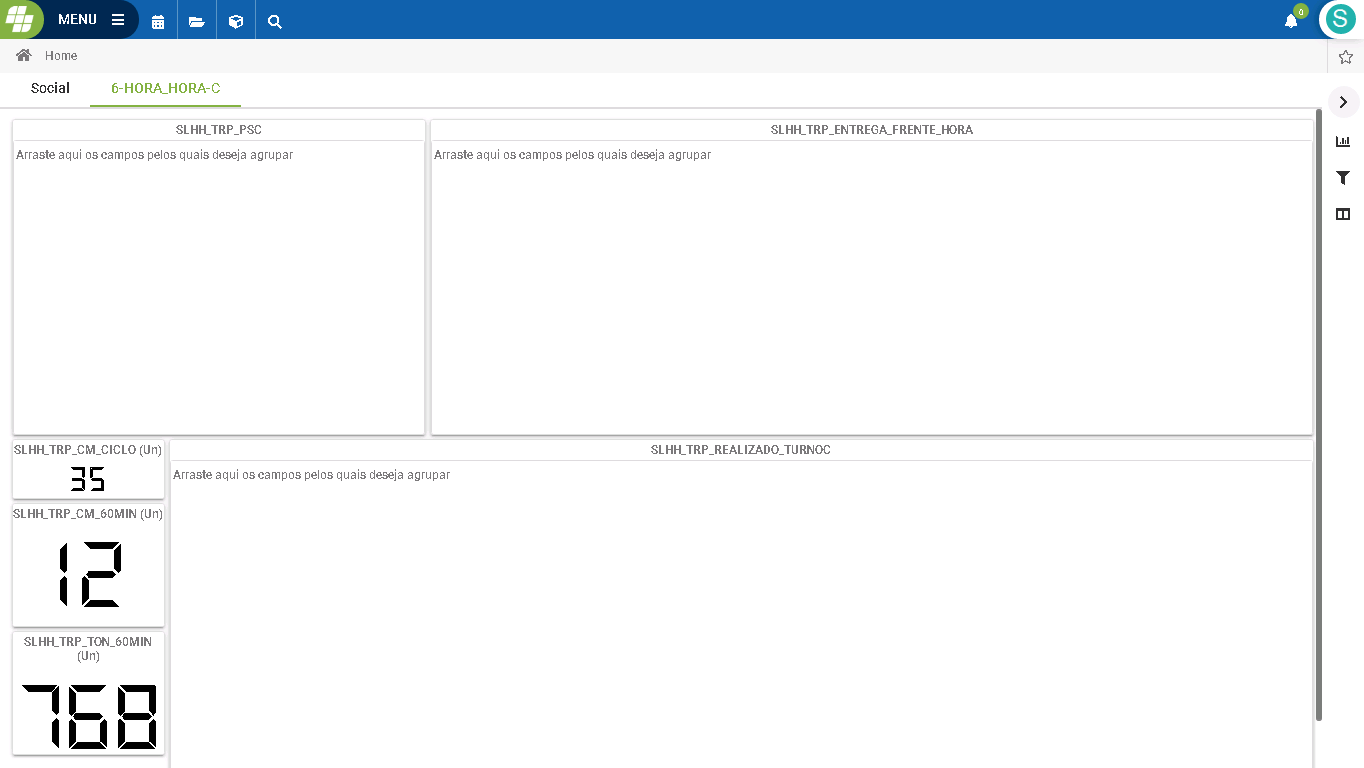 MENU
0
S
Home
Social
6-HORA_HORA-C
SLHH_TRP_PSC
SLHH_TRP_ENTREGA_FRENTE_HORA
Arraste aqui os campos pelos quais deseja agrupar
Arraste aqui os campos pelos quais deseja agrupar
SLHH_TRP_CM_CICLO (Un)
35
SLHH_TRP_REALIZADO_TURNOC
Arraste aqui os campos pelos quais deseja agrupar
SLHH_TRP_CM_60MIN (Un)
12
SLHH_TRP_TON_60MIN
(Un)
768